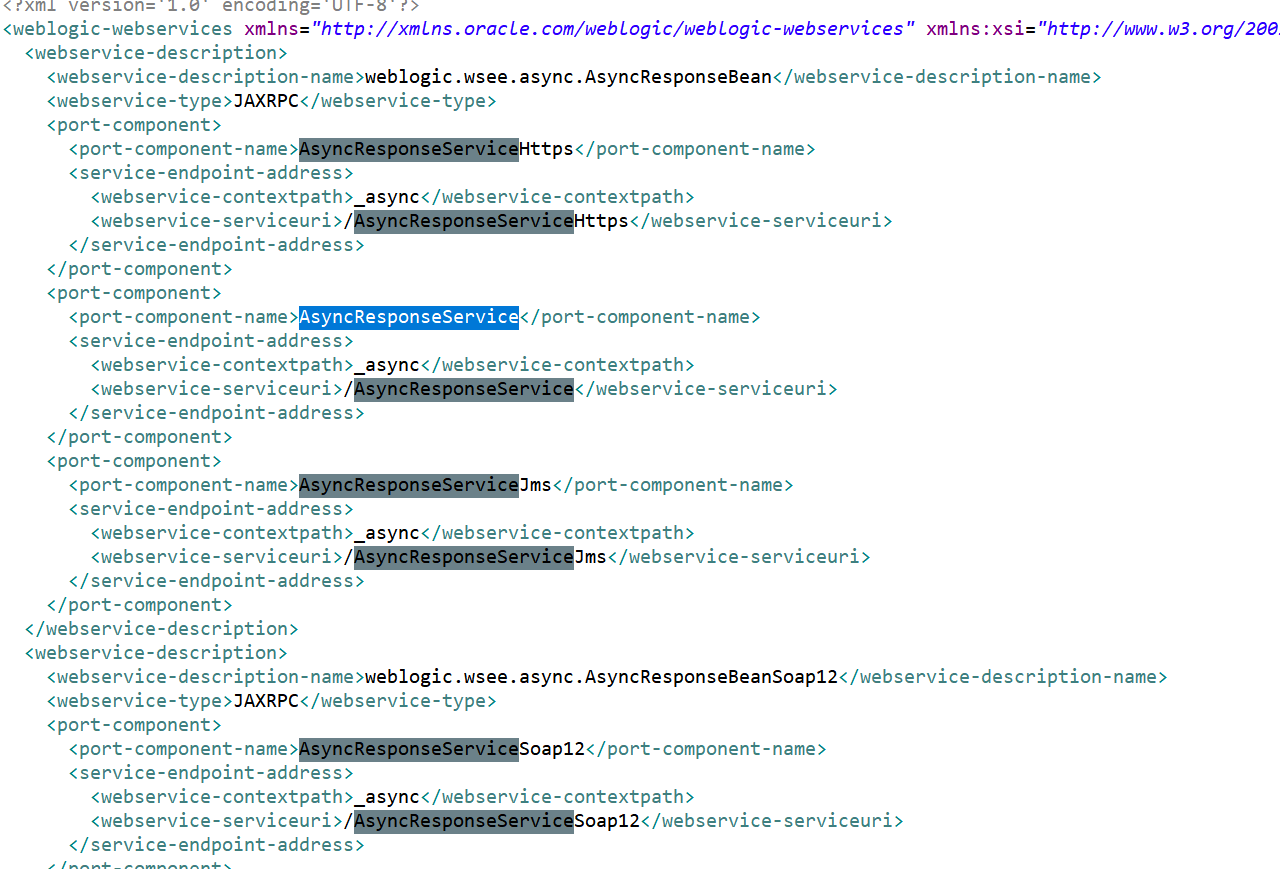 <?xml version='1.0' encoding='UTF-8'?>
<weblogic-webservices xmlns="http://xmlns.oracle.com/weblogic/weblogic-webservices" xmlns:xsi="http://www.w3.org/200
  <webservice-description>
    <webservice-description-name>weblogic.wsee.async.AsyncResponseBean</webservice-description-name>
    <webservice-type>JAXRPC</webservice-type>
    <port-component>
      <port-component-name>AsyncResponseServiceHttps</port-component-name>
      <service-endpoint-address>
        <webservice-contextpath>_async</webservice-contextpath>
        <webservice-serviceuri>/AsyncResponseServiceHttps</webservice-serviceuri>
      </service-endpoint-address>
    </port-component>
    <port-component>
      <port-component-name>AsyncResponseService</port-component-name>
      <service-endpoint-address>
        <webservice-contextpath>_async</webservice-contextpath>
        <webservice-serviceuri>/AsyncResponseService</webservice-serviceuri>
      </service-endpoint-address>
    </port-component>
    <port-component>
      <port-component-name>AsyncResponseServiceJms</port-component-name>
      <service-endpoint-address>
        <webservice-contextpath>_async</webservice-contextpath>
        <webservice-serviceuri>/AsyncResponseServiceJms</webservice-serviceuri>
      </service-endpoint-address>
    </port-component>
  </webservice-description>
  <webservice-description>
    <webservice-description-name>weblogic.wsee.async.AsyncResponseBeanSoap12</webservice-description-name>
    <webservice-type>JAXRPC</webservice-type>
    <port-component>
      <port-component-name>AsyncResponseServiceSoap12</port-component-name>
      <service-endpoint-address>
        <webservice-contextpath>_async</webservice-contextpath>
        <webservice-serviceuri>/AsyncResponseServiceSoap12</webservice-serviceuri>
      </service-endpoint-address>
    </port-component>